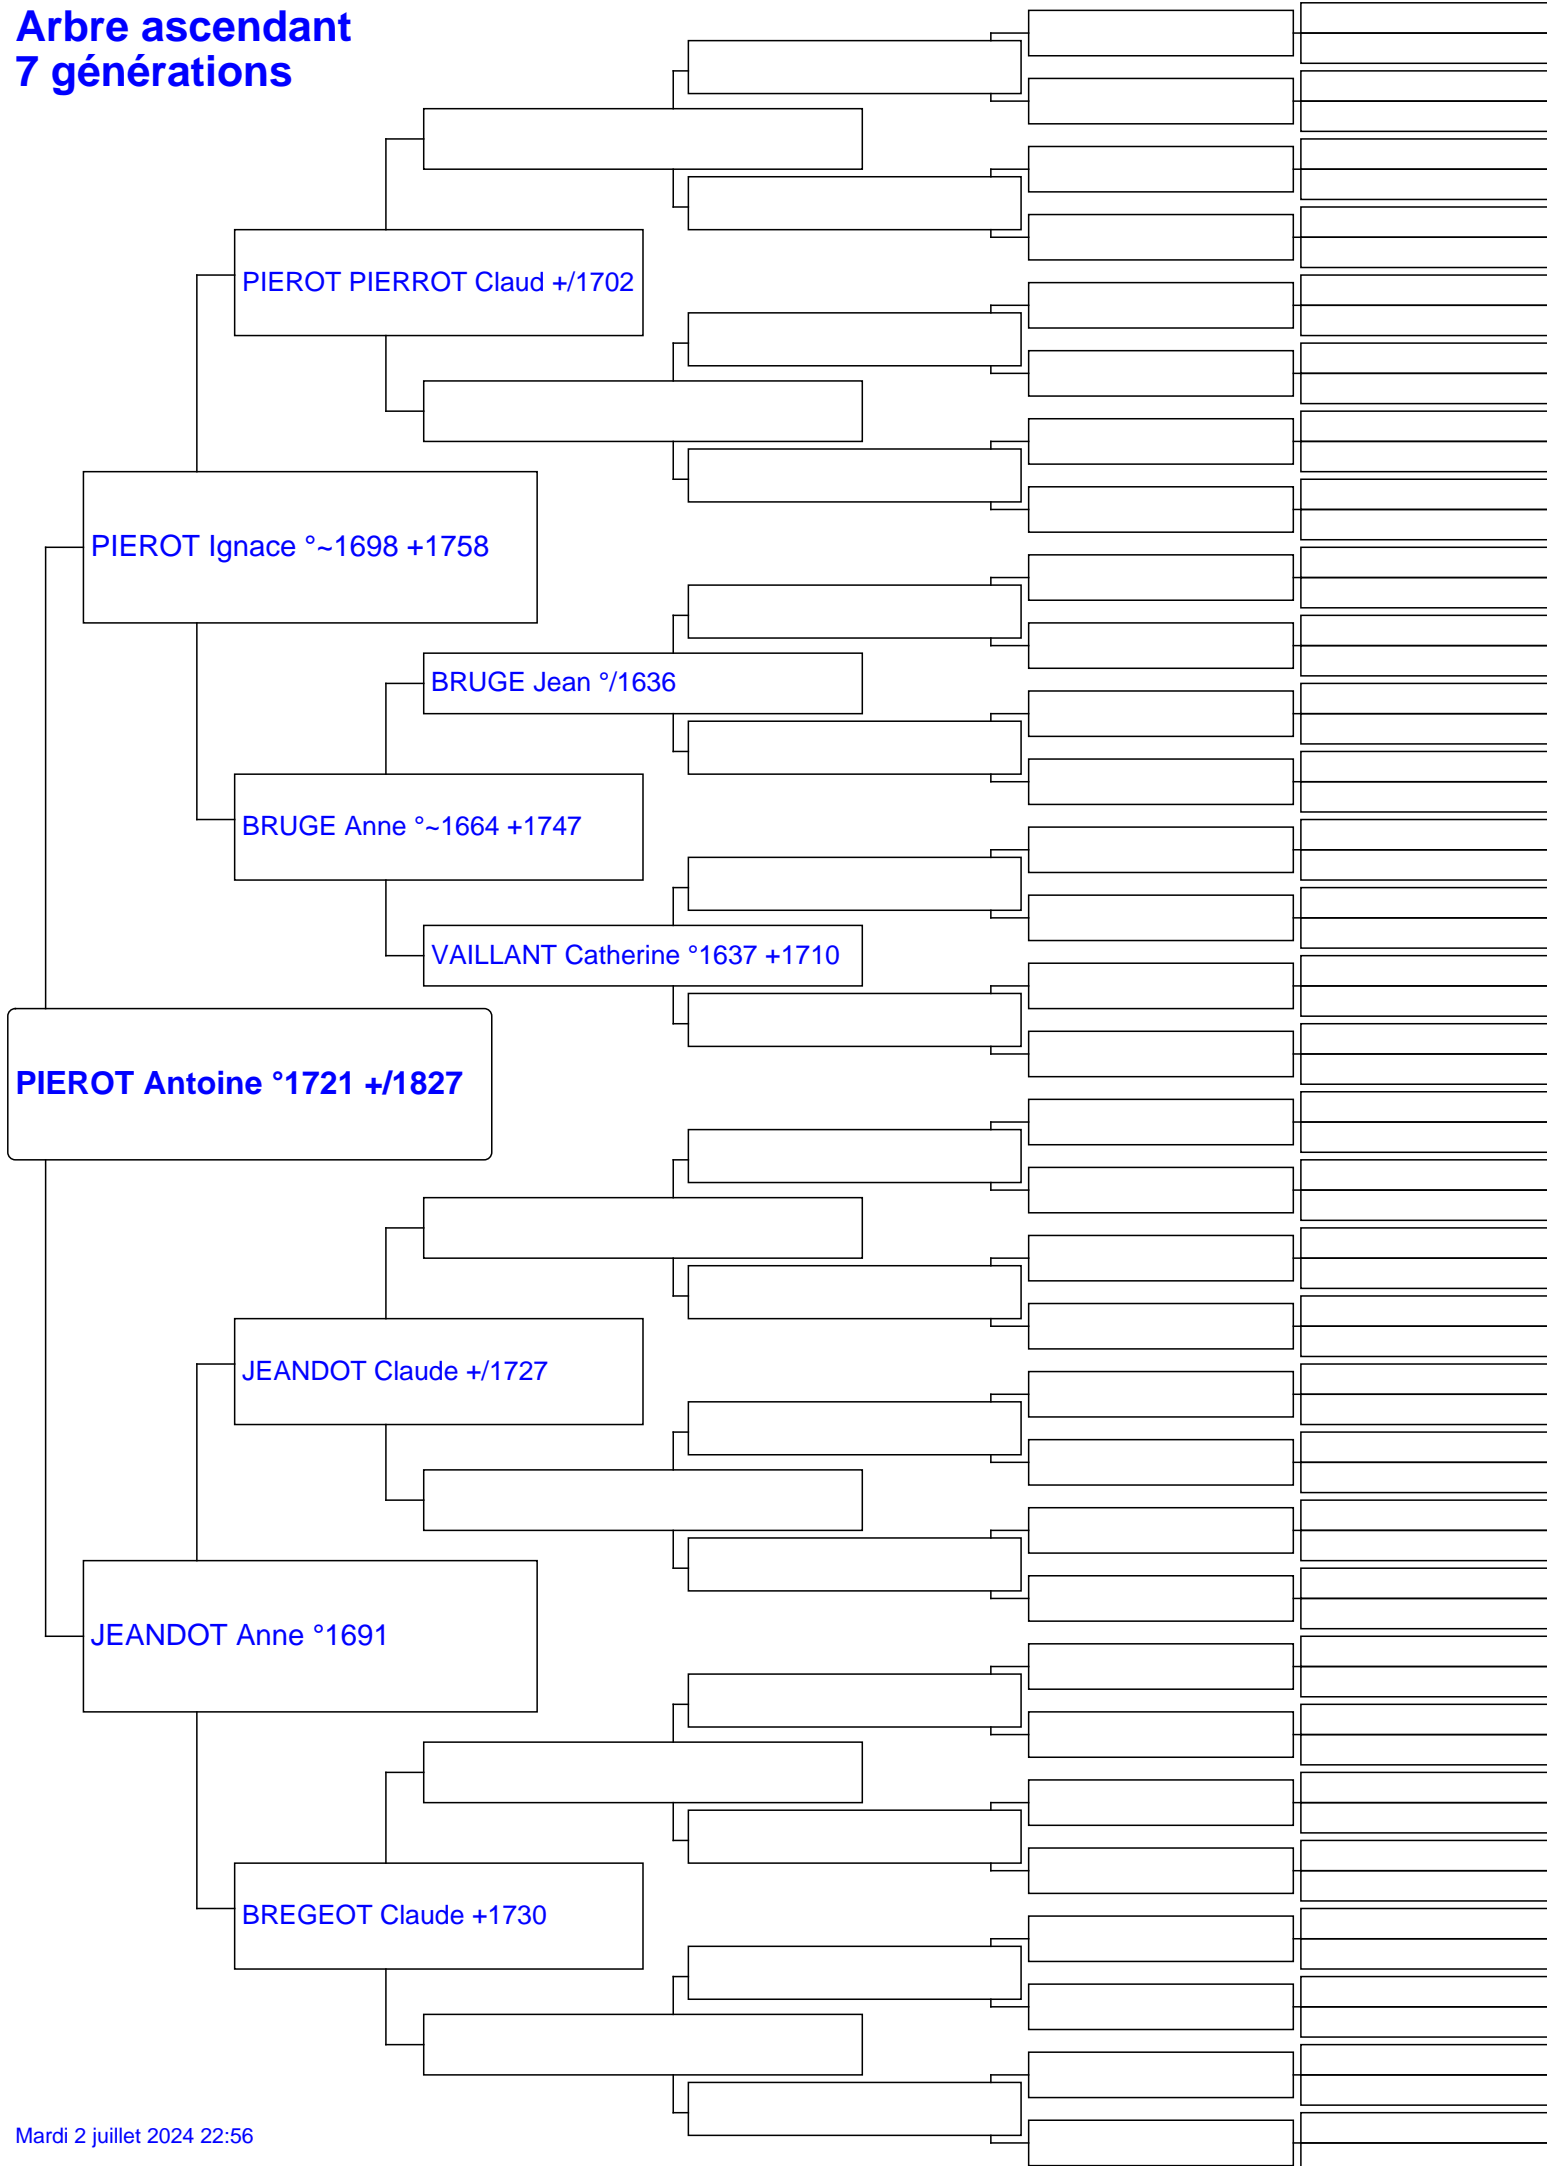 Arbre ascendant
7 générations
PIEROT PIERROT Claud +/1702
PIEROT Ignace °~1698 +1758
BRUGE Jean °/1636
BRUGE Anne °~1664 +1747
VAILLANT Catherine °1637 +1710
PIEROT Antoine °1721 +/1827
JEANDOT Claude +/1727
JEANDOT Anne °1691
BREGEOT Claude +1730
Mardi 2 juillet 2024 22:56